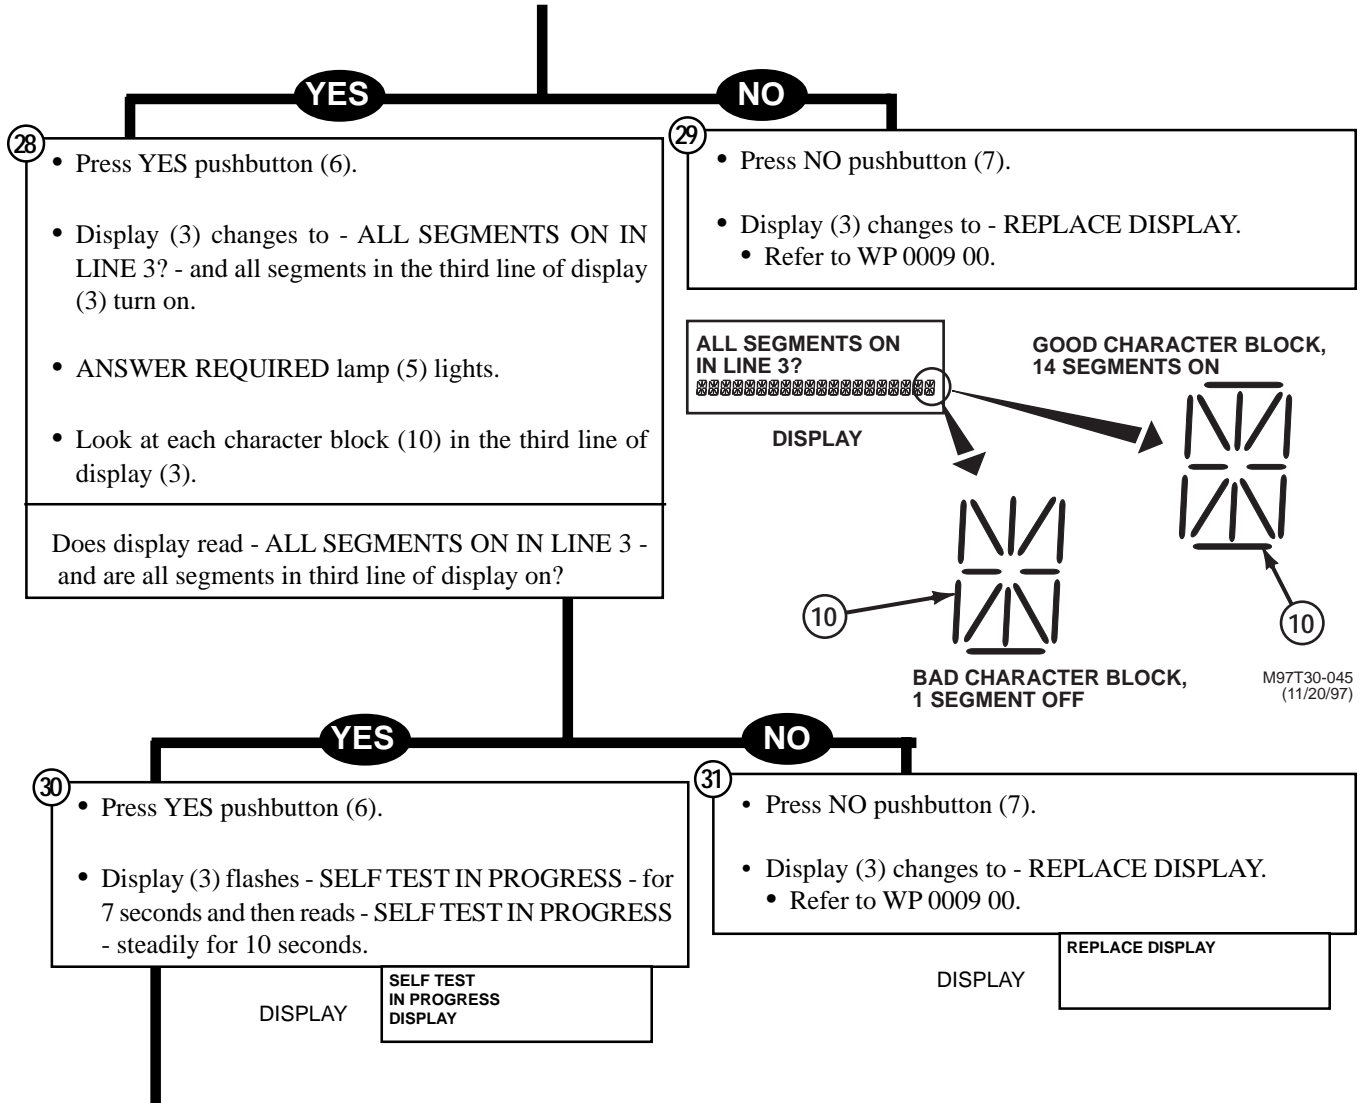 YES
NO
28
• Press YES pushbutton (6).
• Display (3) changes to - ALL SEGMENTS ON IN
LINE 3? - and all segments in the third line of display
(3) turn on.
• ANSWER REQUIRED lamp (5) lights.
• Look at each character block (10) in the third line of
display (3).
Does display read - ALL SEGMENTS ON IN LINE 3 -
and are all segments in third line of display on?
29
• Press NO pushbutton (7).
• Display (3) changes to - REPLACE DISPLAY.
• Refer to WP 0009 00.
ALL SEGMENTS ON
IN LINE 3?
DISPLAY
GOOD CHARACTER BLOCK,
14 SEGMENTS ON
10
10
BAD CHARACTER BLOCK,
1 SEGMENT OFF
M97T30-045
(11/20/97)
YES
NO
30
• Press YES pushbutton (6).
• Display (3) flashes - SELF TEST IN PROGRESS - for
7 seconds and then reads - SELF TEST IN PROGRESS
- steadily for 10 seconds.
DISPLAY
SELF TEST
IN PROGRESS
DISPLAY
31
• Press NO pushbutton (7).
• Display (3) changes to - REPLACE DISPLAY.
• Refer to WP 0009 00.
DISPLAY
REPLACE DISPLAY